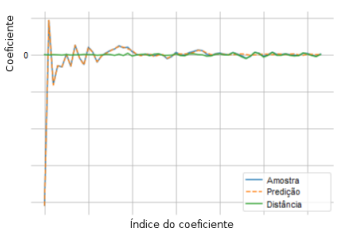 Coeficiente
0
Índice do coeficiente
Amostra
Predição
Distância